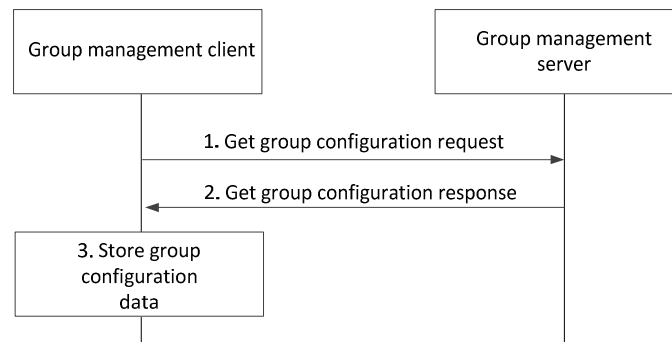 Group management client
Group management
server
1. Get group configuration request
2. Get group configuration response
3. Store group
configuration
data